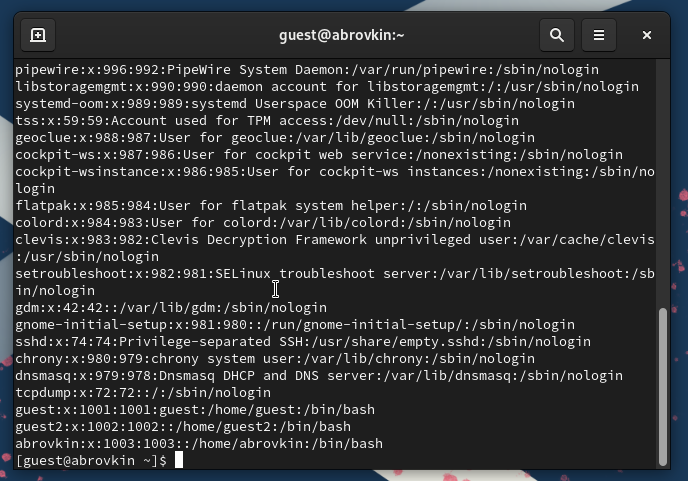 guest@abrovkin:~
pipewire:x:996:992:PipeWire System Daemon:/var/run/pipewire:/sbin/nologin
libstoragemgmt:x:990:990:daemon account for libstoragemgmt:/:/usr/sbin/nologin
systemd-oom:x:989:989:systemd Userspace OOM Killer:/:/usr/sbin/nologin
tss:x:59:59:Account used for TPM access:/dev/null:/sbin/nologin
geoclue:x:988:987:User for geoclue:/var/lib/geoclue:/sbin/nologin
cockpit-ws:x:987:986:User for cockpit web service:/nonexisting:/sbin/nologin
cockpit-wsinstance:x:986:985:User for cockpit-ws instances:/nonexisting:/sbin/no
login
flatpak:x:985:984:User for flatpak system helper:/:/sbin/nologin
colord:x:984:983:User for colord:/var/lib/colord:/sbin/nologin
clevis:x:983:982:Clevis Decryption Framework unprivileged user:/var/cache/clevis
:/usr/sbin/nologin
setroubleshoot:x:982:981:SELinux troubleshoot server:/var/lib/setroubleshoot:/sb
in/nologin
gdm:x:42:42::/var/lib/gdm:/sbin/nologin
gnome-initial-setup:x:981:980::/run/gnome-initial-setup/:/sbin/nologin
sshd:x:74:74:Privilege-separated SSH:/usr/share/empty.sshd:/sbin/nologin
chrony:x:980:979:chrony system user:/var/lib/chrony:/sbin/nologin
dnsmasq:x:979:978:Dnsmasq DHCP and DNS server:/var/lib/dnsmasq:/sbin/nologin
tcpdump:x:72:72::/:/sbin/nologin
guest:x:1001:1001:guest:/home/guest:/bin/bash
guest2:x:1002:1002::/home/guest2:/bin/bash
abrovkin:x:1003:1003::/home/abrovkin:/bin/bash
[guest@abrovkin ~]$